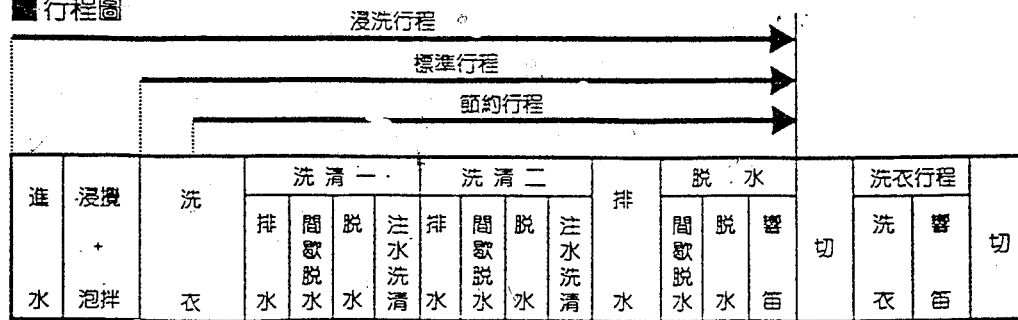 行程圖
浸洗行程
標準行程
節約行程
進水
浸泡+攪拌
洗衣
洗清一
排水
間歇脫水
脫水
注水洗清
洗清二
排水
間歇脫水
脫水
注水洗清
排水
脫水
間歇脫水
脫水
響笛
切
洗衣行程
洗衣
響笛
切